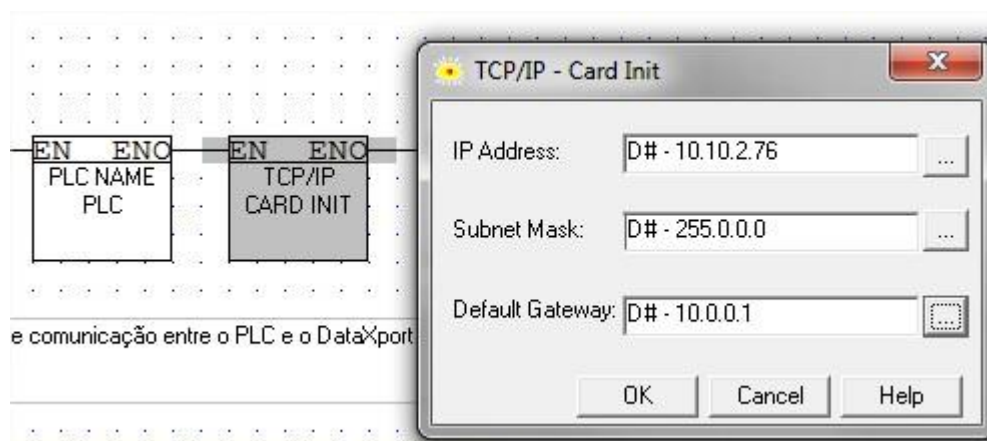 EN ENO
PLC NAME
PLC
EN ENO
TCP/IP
CARD INIT
e comunicação entre o PLC e o DataXport
TCP/IP - Card Init
X
IP Address: D# - 10.10.2.76 ...
Subnet Mask: D# - 255.0.0.0 ...
Default Gateway: D# - 10.0.0.1 ...
OK Cancel Help